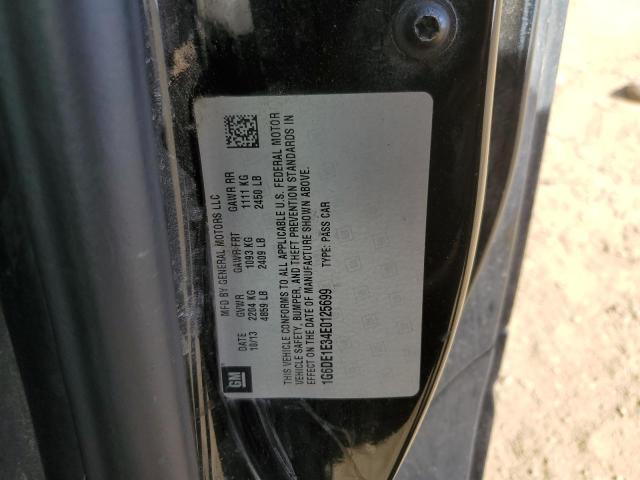 MFD BY GENERAL MOTORS LLC
DATE GVWR GAWR FRT GAWR RR
10/13 2204 KG 1093 KG 1111 KG
4859 LB 2409 LB 2450 LB
THIS VEHICLE CONFORMS TO ALL APPLICABLE U.S. FEDERAL MOTOR
VEHICLE SAFETY, BUMPER, AND THEFT PREVENTION STANDARDS IN
EFFECT ON THE DATE OF MANUFACTURE SHOWN ABOVE.
1G6DE1E34E0125699 TYPE: PASS CAR
GM